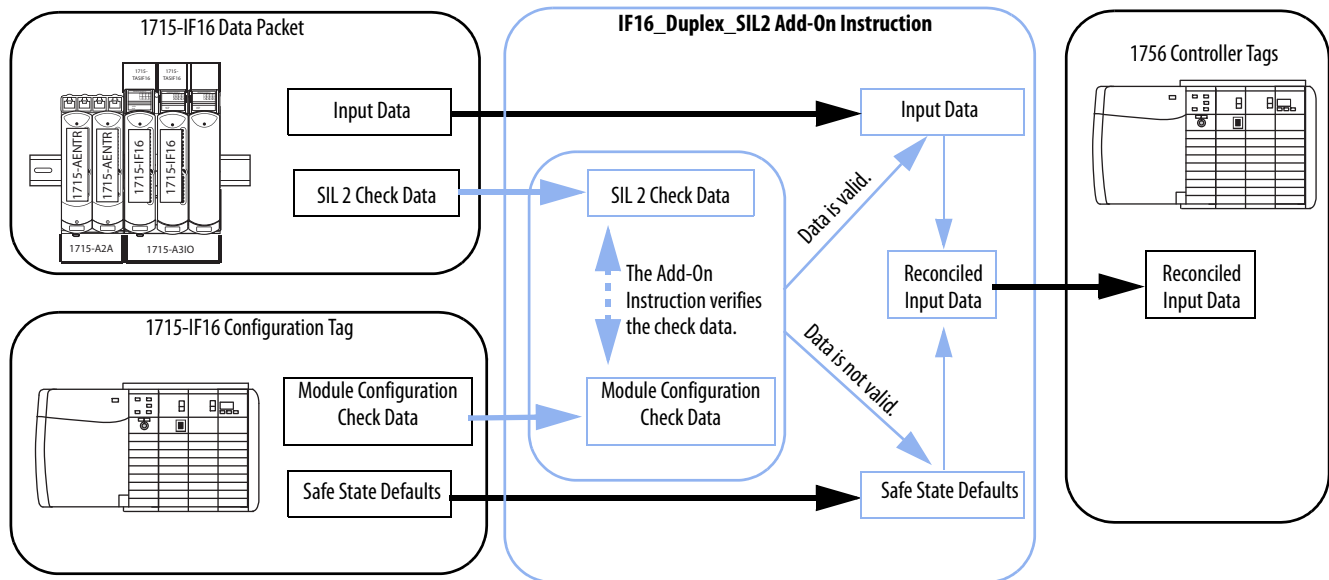 1715-IF16 Data Packet
1715-
TASIF16
1715-
TASIF16
1715-AENTR
1715-AENTR
1715-IF16
1715-IF16
1715-A2A
1715-A3IO
Input Data
SIL 2 Check Data
1715-IF16 Configuration Tag
Module Configuration
Check Data
Safe State Defaults
IF16_Duplex_SIL2 Add-On Instruction
Input Data
SIL 2 Check Data
The Add-On
Instruction verifies
the check data.
Module Configuration
Check Data
Data is valid.
Data is not valid.
Reconciled
Input Data
Safe State Defaults
1756 Controller Tags
Reconciled
Input Data